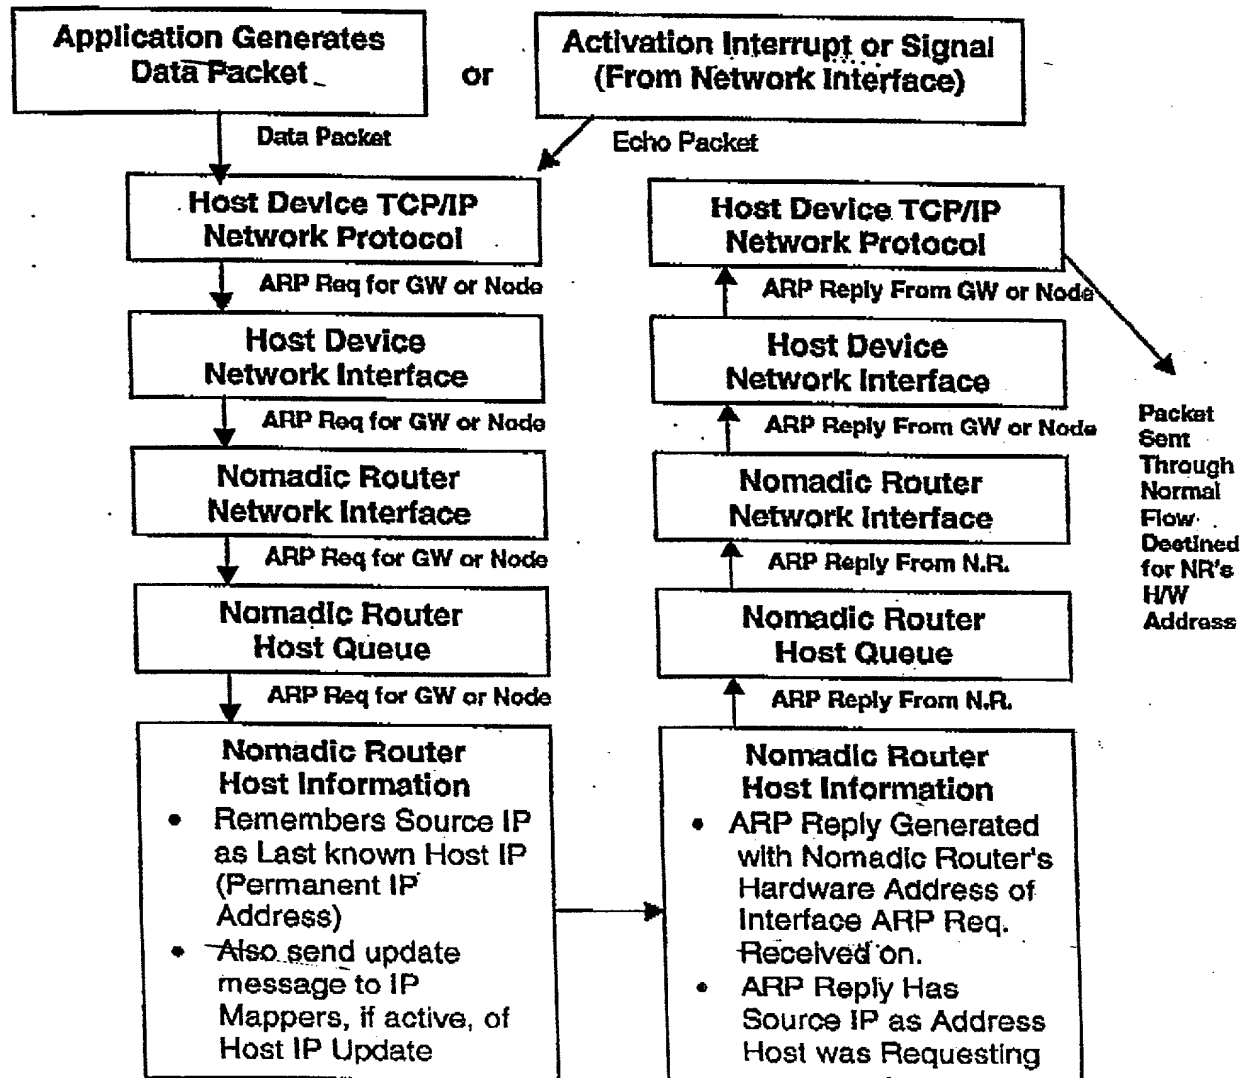 Application Generates
Data Packet
or
Activation Interrupt or Signal
(From Network Interface)
Data Packet
Echo Packet
Host Device TCP/IP
Network Protocol
ARP Req for GW or Node
Host Device
Network Interface
ARP Req for GW or Node
Nomadic Router
Network Interface
ARP Req for GW or Node
Nomadic Router
Host Queue
ARP Req for GW or Node
Nomadic Router
Host Information
• Remembers Source IP
as Last known Host IP
(Permanent IP
Address)
• Also send update
message to IP
Mappers, if active, of
Host IP Update
Host Device TCP/IP
Network Protocol
ARP Reply From GW or Node
Host Device
Network Interface
ARP Reply From GW or Node
Nomadic Router
Network Interface
ARP Reply From N.R.
Nomadic Router
Host Queue
ARP Reply From N.R.
Nomadic Router
Host Information
• ARP Reply Generated
with Nomadic Router's
Hardware Address of
Interface ARP Req.
Received on.
• ARP Reply Has
Source IP as Address
Host was Requesting
Packet
Sent
Through
Normal
Flow
Destined
for NR's
H/W
Address